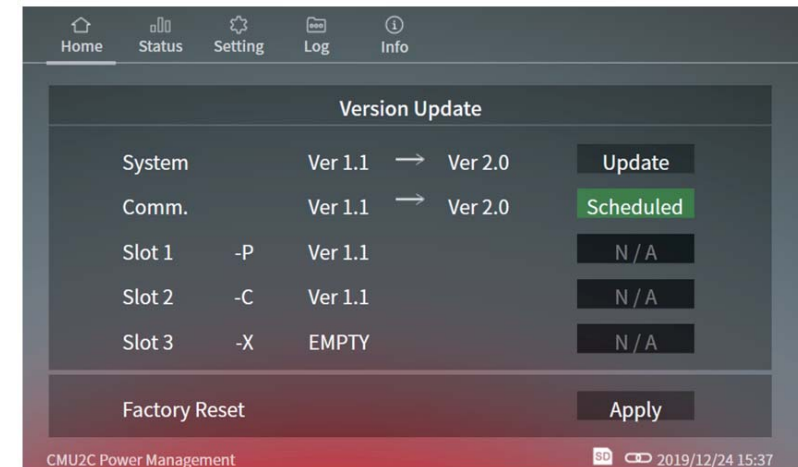 Home Status Setting Log Info
Version Update
System Ver 1.1 → Ver 2.0 Update
Comm. Ver 1.1 → Ver 2.0 Scheduled
Slot 1 -P Ver 1.1 N / A
Slot 2 -C Ver 1.1 N / A
Slot 3 -X EMPTY N / A
Factory Reset Apply
CMU2C Power Management SD 2019/12/24 15:37